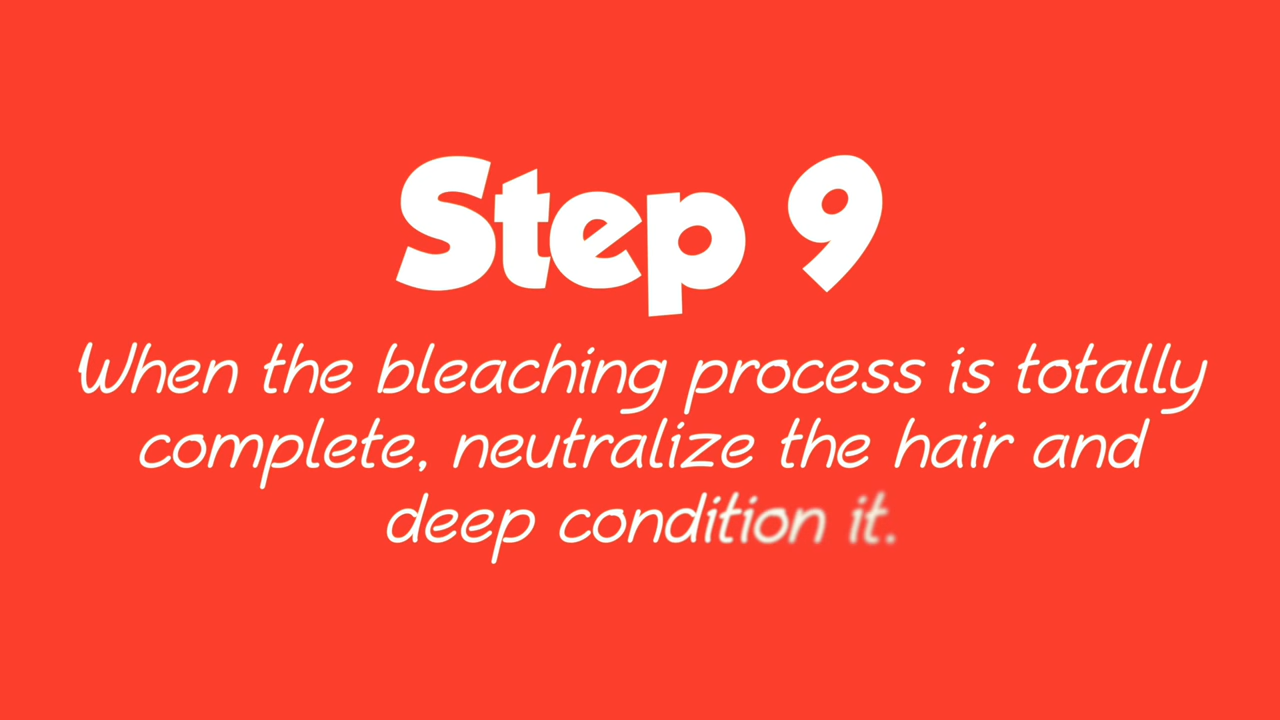 Step 9
When the bleaching process is totally
complete, neutralize the hair and
deep condition it.